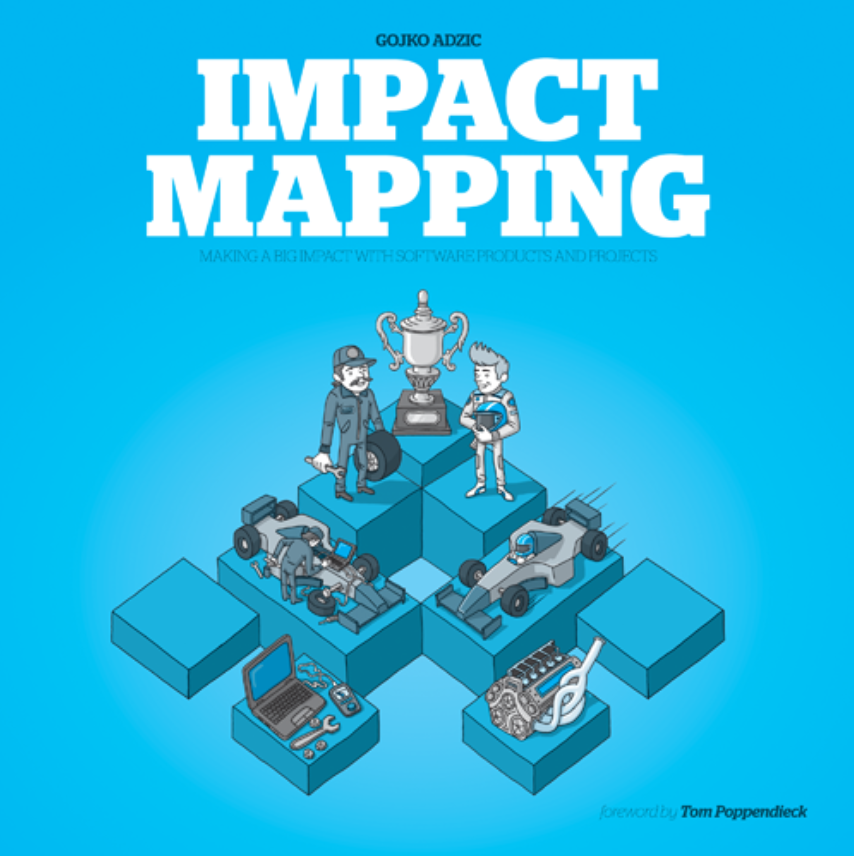 GOJKO ADZIC
IMPACT
MAPPING
MAKING A BIG IMPACT WITH SOFTWARE PRODUCTS AND PROJECTS
foreword by Tom Poppendieck